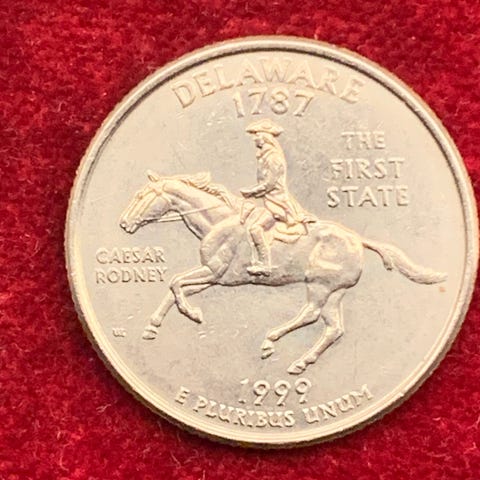 DELAWARE
1787
THE
FIRST
STATE
CAESAR
RODNEY
1999
E PLURIBUS UNUM